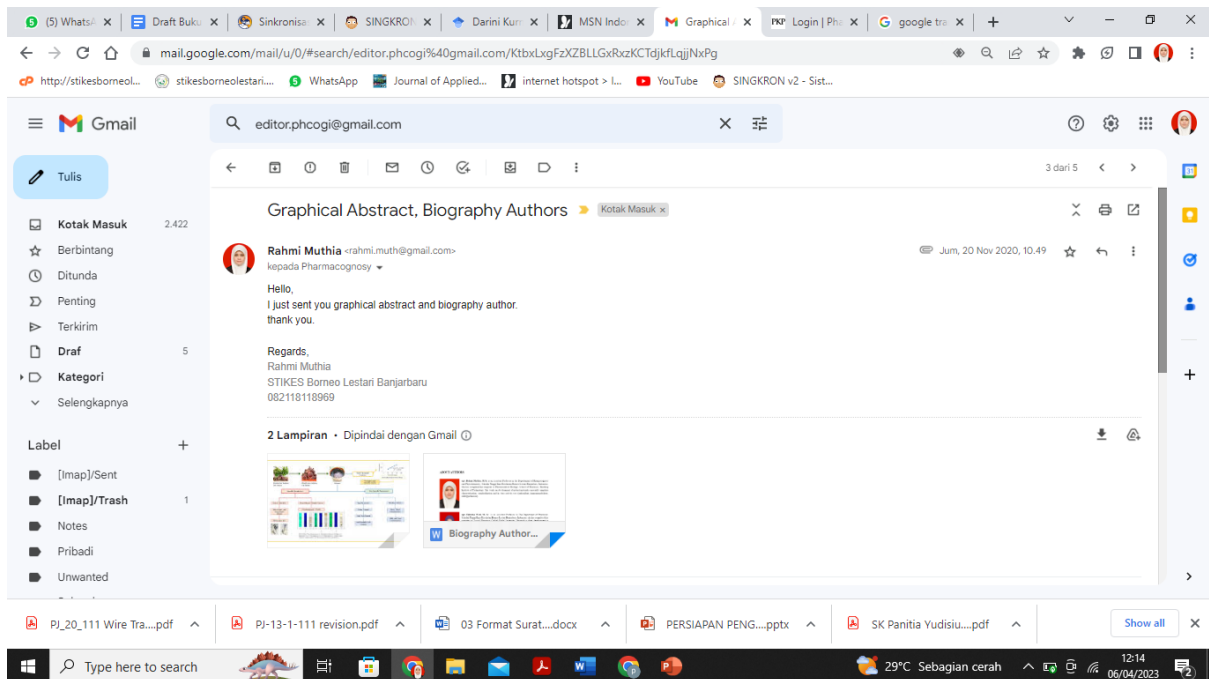 (5) WhatsA
Draft Buku
Sinkronisa
SINGKRON
Darini Kurn
MSN Indon
Graphical A
PKP Login | Pha
google tra
mail.google.com/mail/u/0/#search/editor.phcogi%40gmail.com/KtbxLxgFzXZBLLGxRxzKCTdjkfLqjjNxPg
http://stikesborneol...
stikesborneolestari....
WhatsApp
Journal of Applied...
internet hotspot > l...
YouTube
SINGKRON v2 - Sist...
Gmail
editor.phcogi@gmail.com
Tulis
3 dari 5
Kotak Masuk 2.422
Berbintang
Ditunda
Penting
Terkirim
Draf 5
Kategori
Selengkapnya
Label
[Imap]/Sent
[Imap]/Trash 1
Notes
Pribadi
Unwanted
Graphical Abstract, Biography Authors
Kotak Masuk ×
Rahmi Muthia <rahmi.muth@gmail.com>
Jum, 20 Nov 2020, 10.49
kepada Pharmacognosy
Hello,
I just sent you graphical abstract and biography author.
thank you.
Regards,
Rahmi Muthia
STIKES Borneo Lestari Banjarbaru
082118118969
2 Lampiran • Dipindai dengan Gmail
W Biography Author...
31
PJ_20_111 Wire Tra....pdf
PJ-13-1-111 revision.pdf
03 Format Surat....docx
PERSIAPAN PENG....pptx
SK Panitia Yudisiu....pdf
Show all
Type here to search
29°C Sebagian cerah
12:14
06/04/2023
2